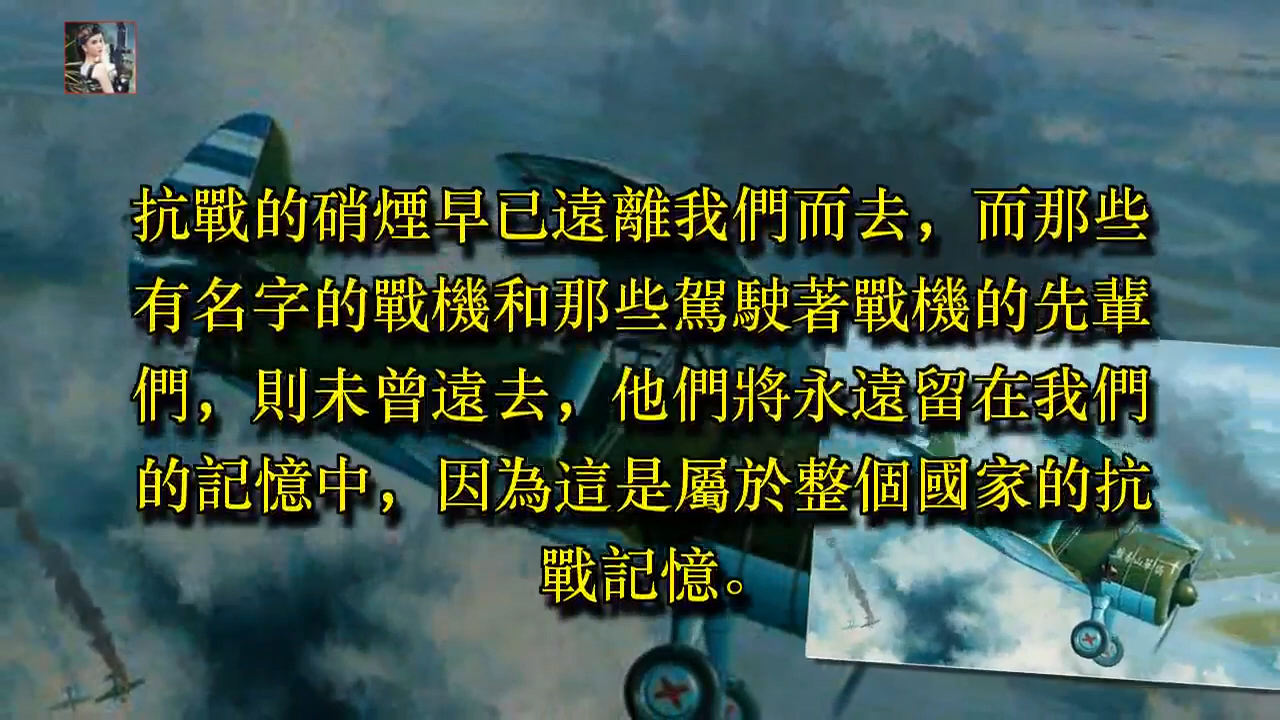 抗戰的硝煙早已遠離我們而去，而那些
有名字的戰機和那些駕駛著戰機的先輩
們，則未曾遠去，他們將永遠留在我們
的記憶中，因為這是屬於整個國家的抗
戰記憶。